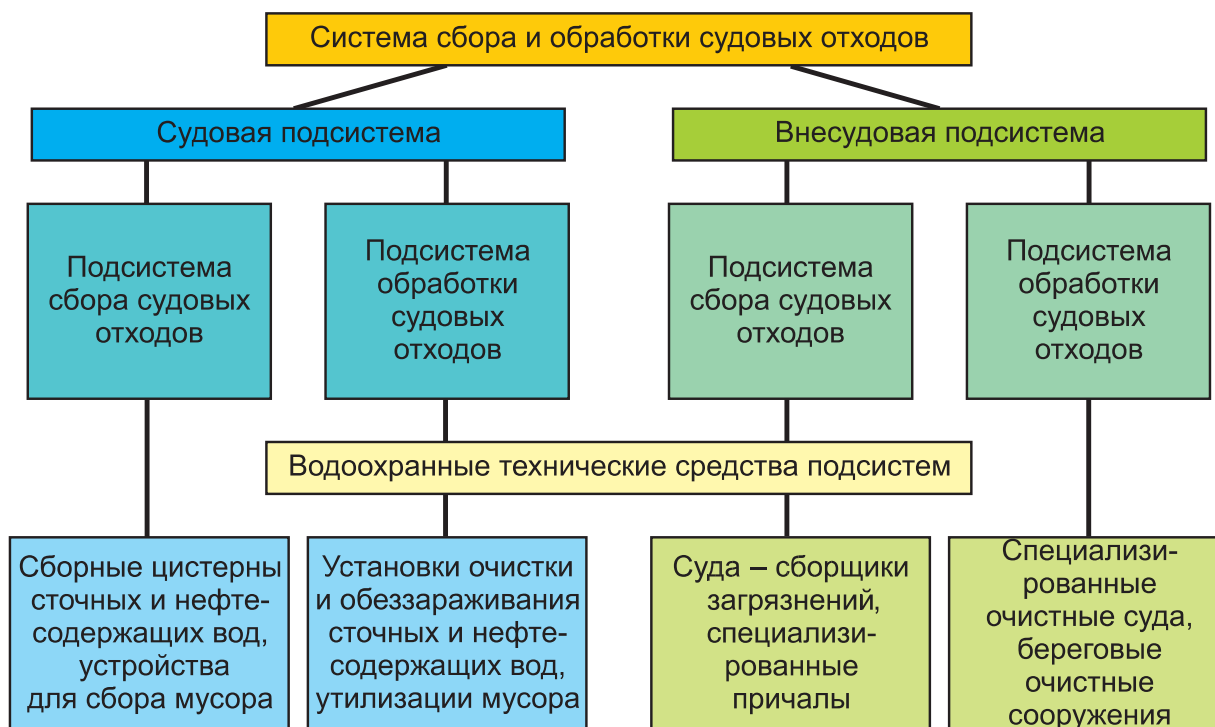 Система сбора и обработки судовых отходов
Судовая подсистема
Внесудовая подсистема
Подсистема
сбора судовых
отходов
Подсистема
обработки
судовых
отходов
Подсистема
сбора судовых
отходов
Подсистема
обработки
судовых
отходов
Водоохранные технические средства подсистем
Сборные цистерны
сточных и нефте-
содержащих вод,
устройства
для сбора мусора
Установки очистки
и обеззараживания
сточных и нефте-
содержащих вод,
утилизации мусора
Суда – сборщики
загрязнений,
специализи-
рованные
причалы
Специализи-
рованные
очистные суда,
береговые
очистные
сооружения